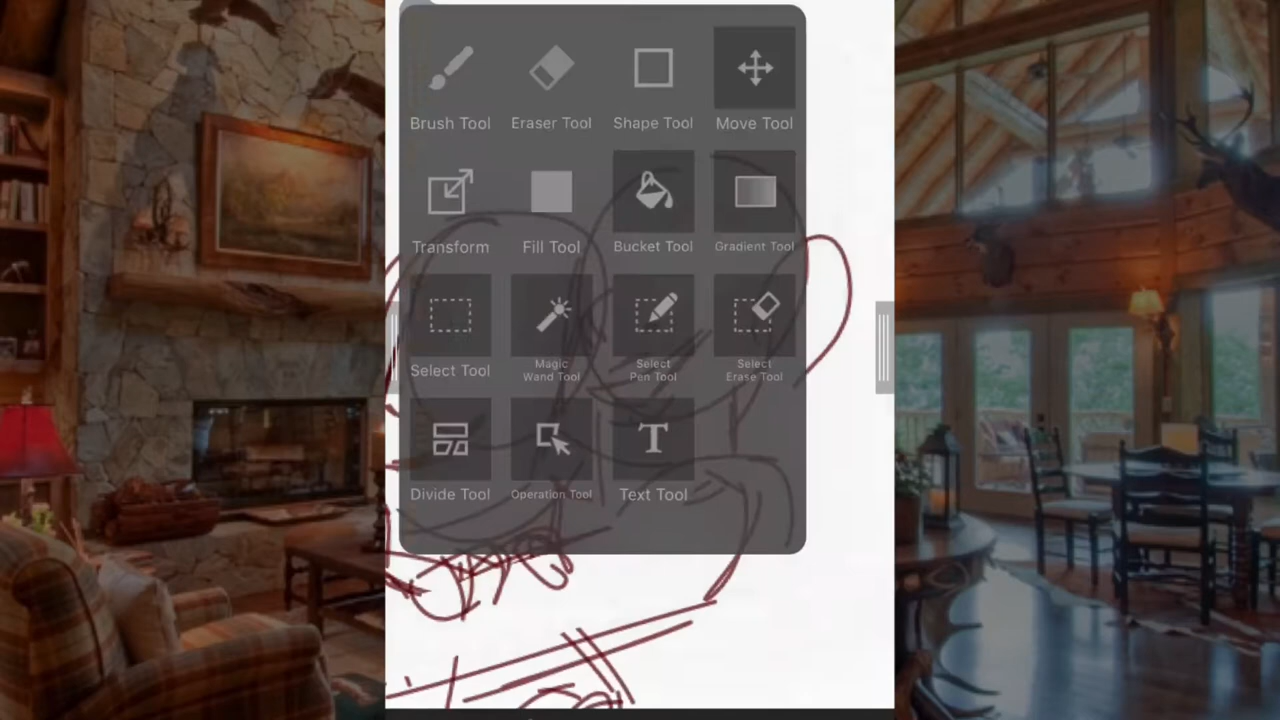 Brush Tool Eraser Tool Shape Tool Move Tool
Transform Fill Tool Bucket Tool Gradient Tool
Select Tool Magic Wand Tool Select Pen Tool Select Erase Tool
Divide Tool Operation Tool Text Tool